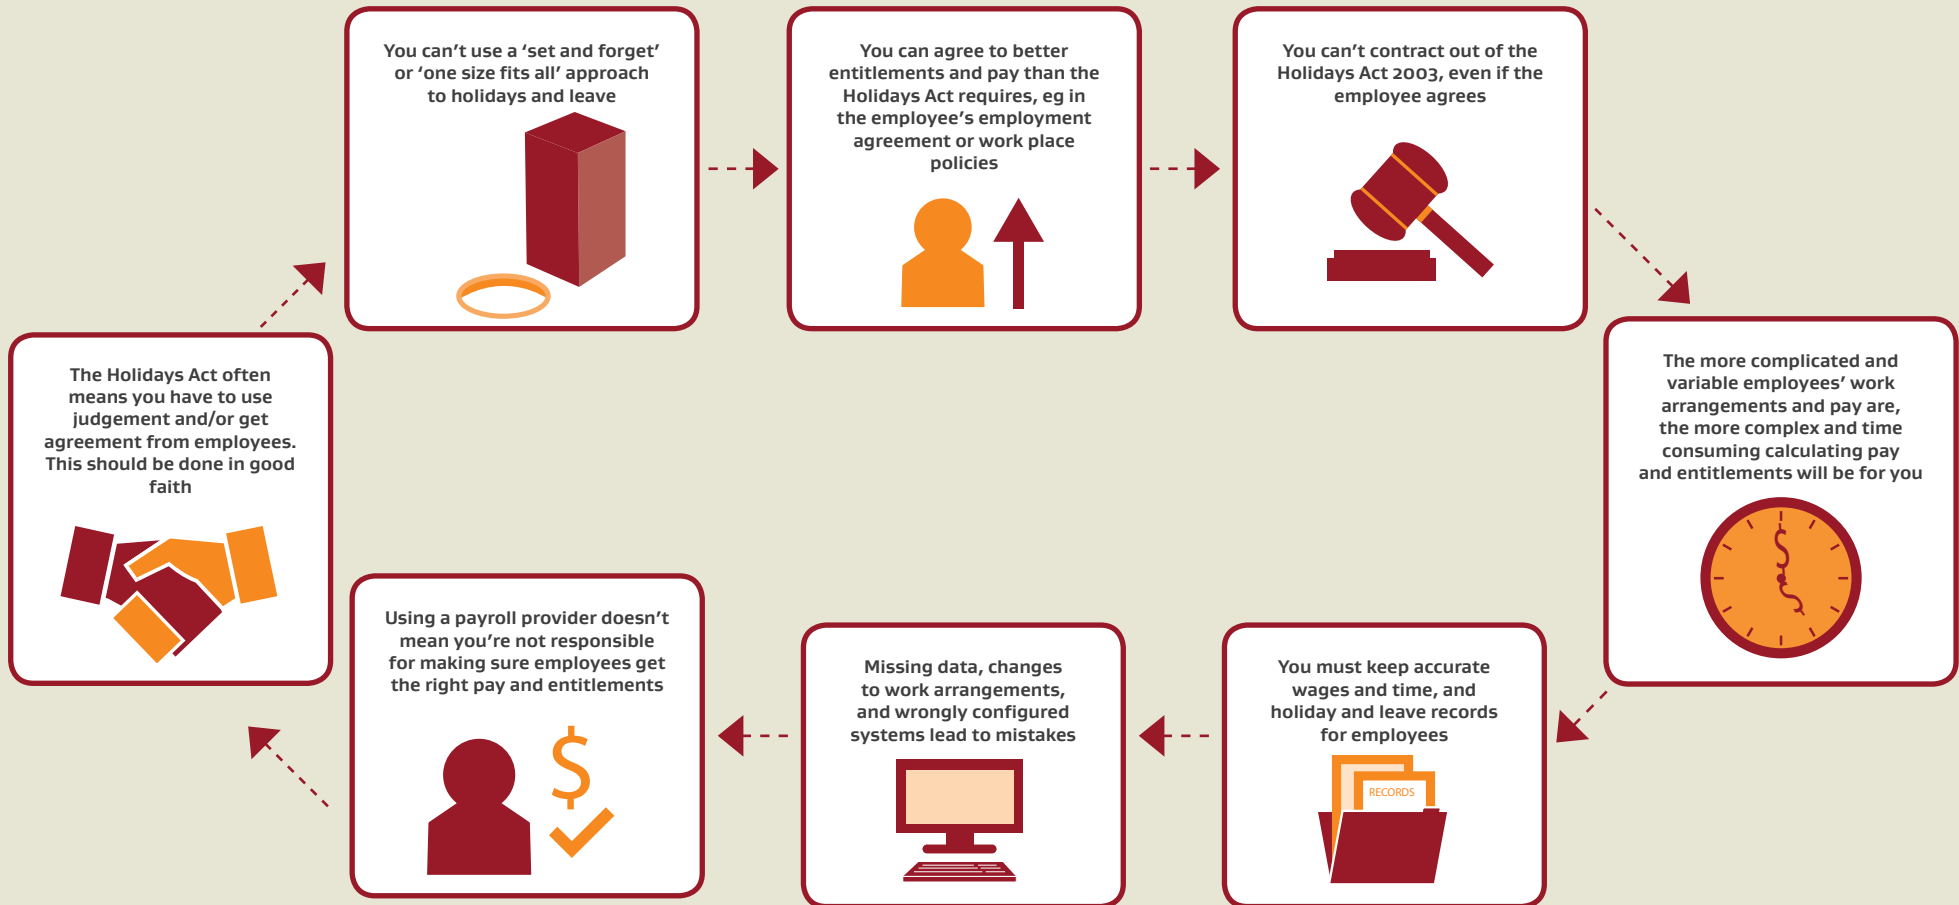 You can't use a ‘set and forget’
or ‘one size fits all’ approach
to holidays and leave
You can agree to better
entitlements and pay than the
Holidays Act requires, eg in
the employee's employment
agreement or work place
policies
You can't contract out of the
Holidays Act 2003, even if the
employee agrees
The more complicated and
variable employees' work
arrangements and pay are,
the more complex and time
consuming calculating pay
and entitlements will be for you
You must keep accurate
wages and time, and
holiday and leave records
for employees
RECORDS
Missing data, changes
to work arrangements,
and wrongly configured
systems lead to mistakes
Using a payroll provider doesn't
mean you're not responsible
for making sure employees get
the right pay and entitlements
$
The Holidays Act often
means you have to use
judgement and/or get
agreement from employees.
This should be done in good
faith